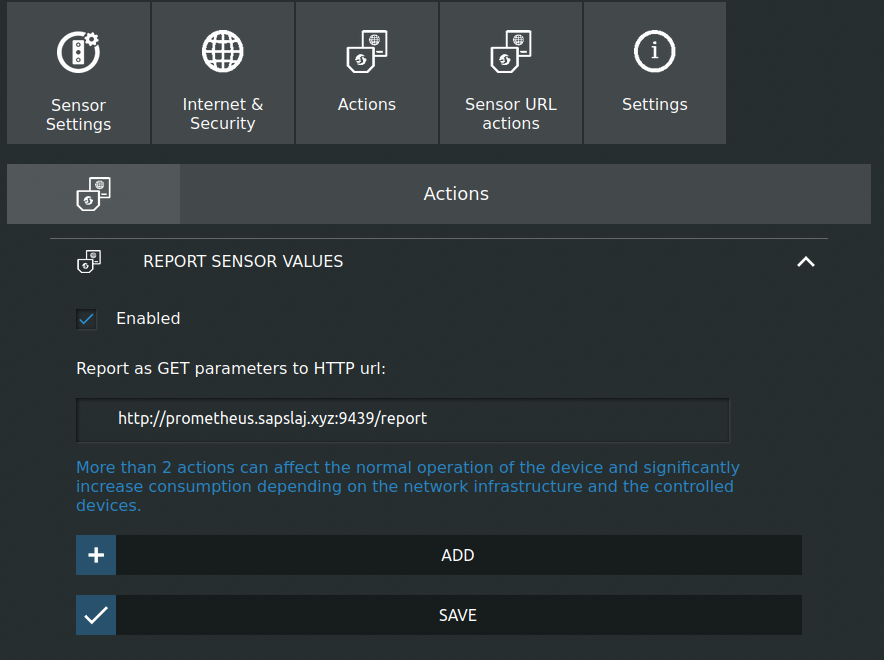 Sensor
Settings
Internet &
Security
Actions
Sensor URL
actions
Settings
Actions
REPORT SENSOR VALUES
Enabled
Report as GET parameters to HTTP url:
http://prometheus.sapslaj.xyz:9439/report
More than 2 actions can affect the normal operation of the device and significantly
increase consumption depending on the network infrastructure and the controlled
devices.
ADD
SAVE